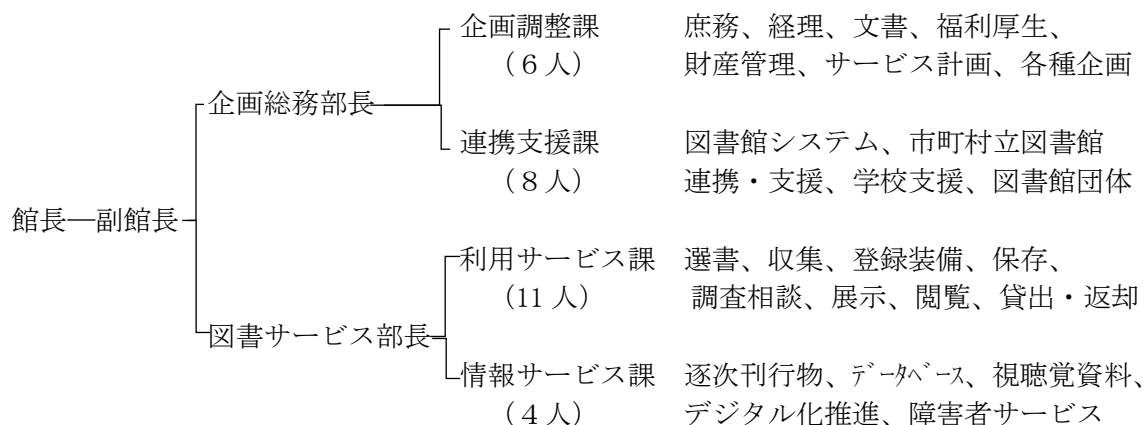 企画調整課 庶務、経理、文書、福利厚生、
（６人） 財産管理、サービス計画、各種企画
企画総務部長
連携支援課 図書館システム、市町村立図書館
（８人） 連携・支援、学校支援、図書館団体
館長 副館長
利用サービス課 選書、収集、登録装備、保存、
（11 人） 調査相談、展示、閲覧、貸出・返却
図書サービス部長
情報サービス課 逐次刊行物、ﾃﾞｰﾀﾍﾞｰｽ、視聴覚資料、
（４人） デジタル化推進、障害者サービス